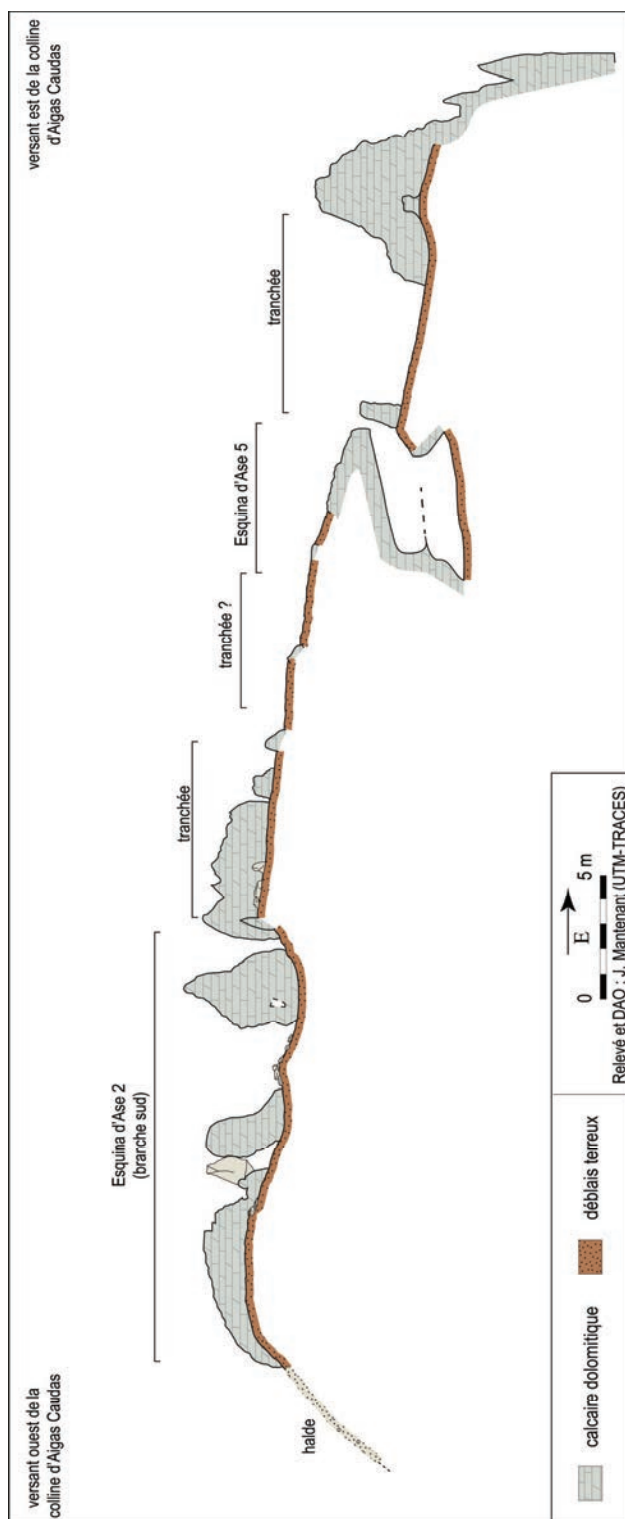 versant ouest de la
colline d'Aigas Caudas
versant est de la colline
d'Aigas Caudas
halde
Esquina d'Ase 2
(branche sud)
tranchée
tranchée ?
Esquina d'Ase 5
tranchée
calcaire dolomitique
déblais terreux
E
0
5 m
Relevé et DAO : J. Mantenant (UTM-TRACES)